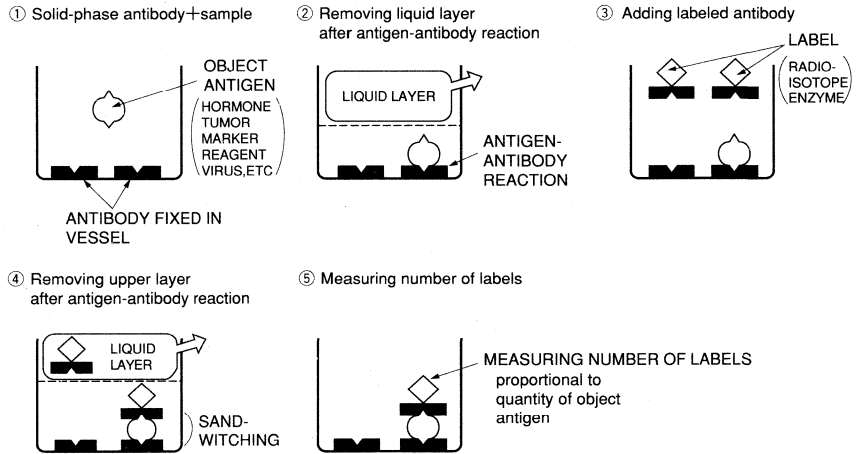 ① Solid-phase antibody+sample
OBJECT
ANTIGEN
(HORMONE
TUMOR
MARKER
REAGENT
VIRUS,ETC)
ANTIBODY FIXED IN
VESSEL
② Removing liquid layer
after antigen-antibody reaction
LIQUID LAYER
ANTIGEN-
ANTIBODY
REACTION
③ Adding labeled antibody
LABEL
(RADIO-
ISOTOPE
ENZYME)
④ Removing upper layer
after antigen-antibody reaction
LIQUID
LAYER
SAND-
WITCHING
⑤ Measuring number of labels
MEASURING NUMBER OF LABELS
proportional to
quantity of object
antigen